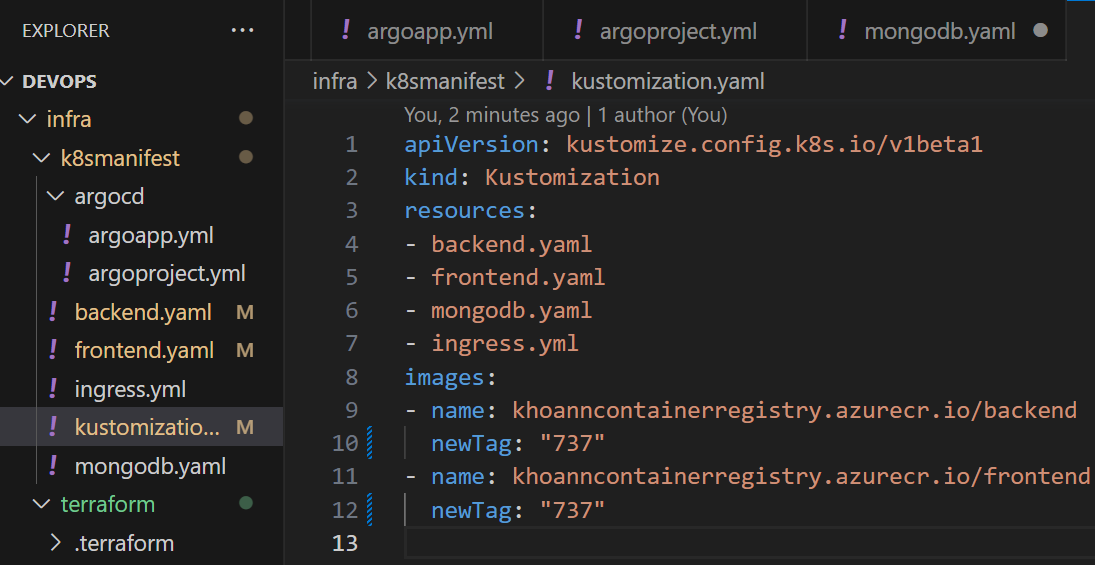 EXPLORER
...
DEVOPS
infra
k8smanifest
argocd
! argoapp.yml
! argoproject.yml
! backend.yaml M
! frontend.yaml M
! ingress.yml
! kustomizatio... M
! mongodb.yaml
terraform
> .terraform
! argoapp.yml
! argoproject.yml
! mongodb.yaml
infra > k8smanifest > ! kustomization.yaml
You, 2 minutes ago | 1 author (You)
1 apiVersion: kustomize.config.k8s.io/v1beta1
2 kind: Kustomization
3 resources:
4 - backend.yaml
5 - frontend.yaml
6 - mongodb.yaml
7 - ingress.yml
8 images:
9 - name: khoanncontainerregistry.azurecr.io/backend
10   newTag: "737"
11 - name: khoanncontainerregistry.azurecr.io/frontend
12   newTag: "737"
13